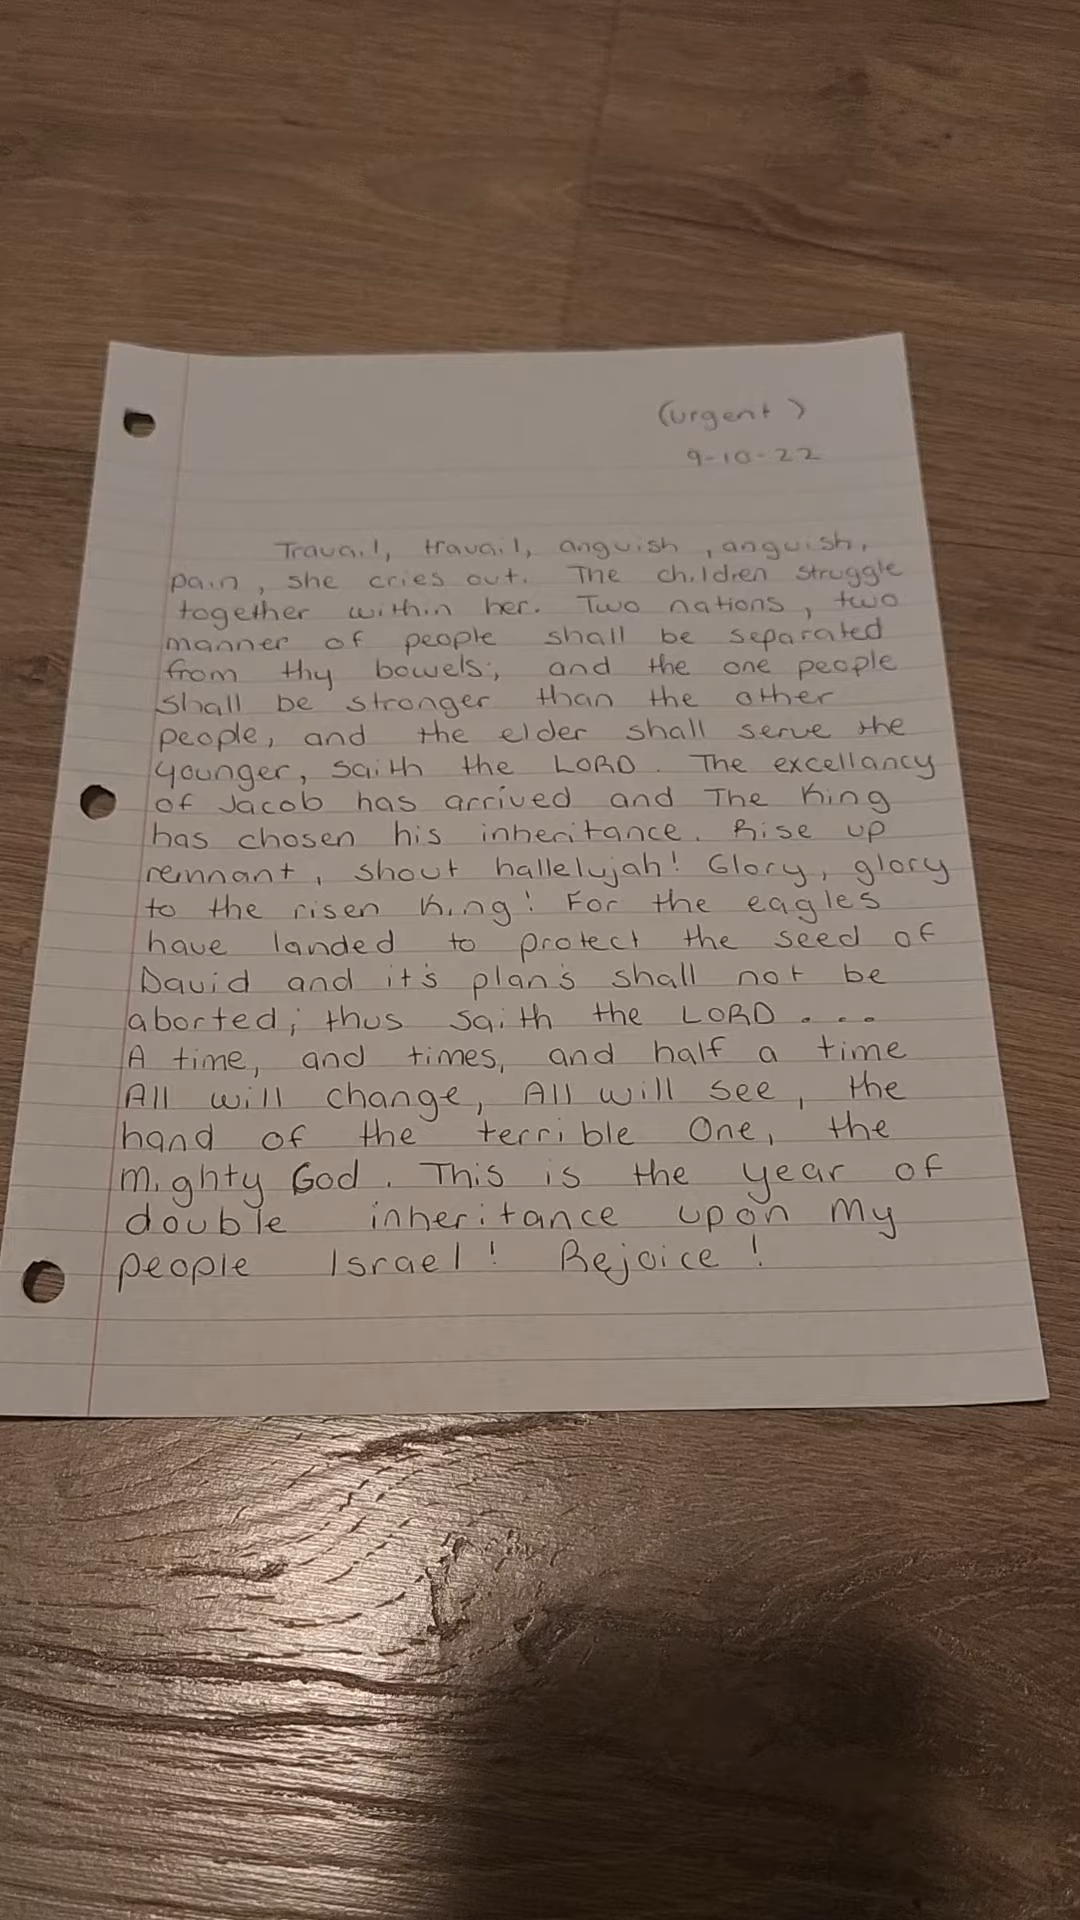 (urgent)
9-10-22
Travail, travail, anguish, anguish,
pain, she cries out. The children struggle
together within her. Two nations, two
manner of people shall be separated
from thy bowels; and the one people
shall be stronger than the other
people, and the elder shall serve the
younger, saith the LORD. The excellancy
of Jacob has arrived and The King
has chosen his inheritance. Rise up
remnant, shout hallelujah! Glory, glory
to the risen King! For the eagles
have landed to protect the seed of
David and it's plans shall not be
aborted; thus saith the LORD....
A time, and times, and half a time
All will change, All will see, the
hand of the terrible One, the
mighty God. This is the year of
double inheritance upon My
people Israel! Rejoice!